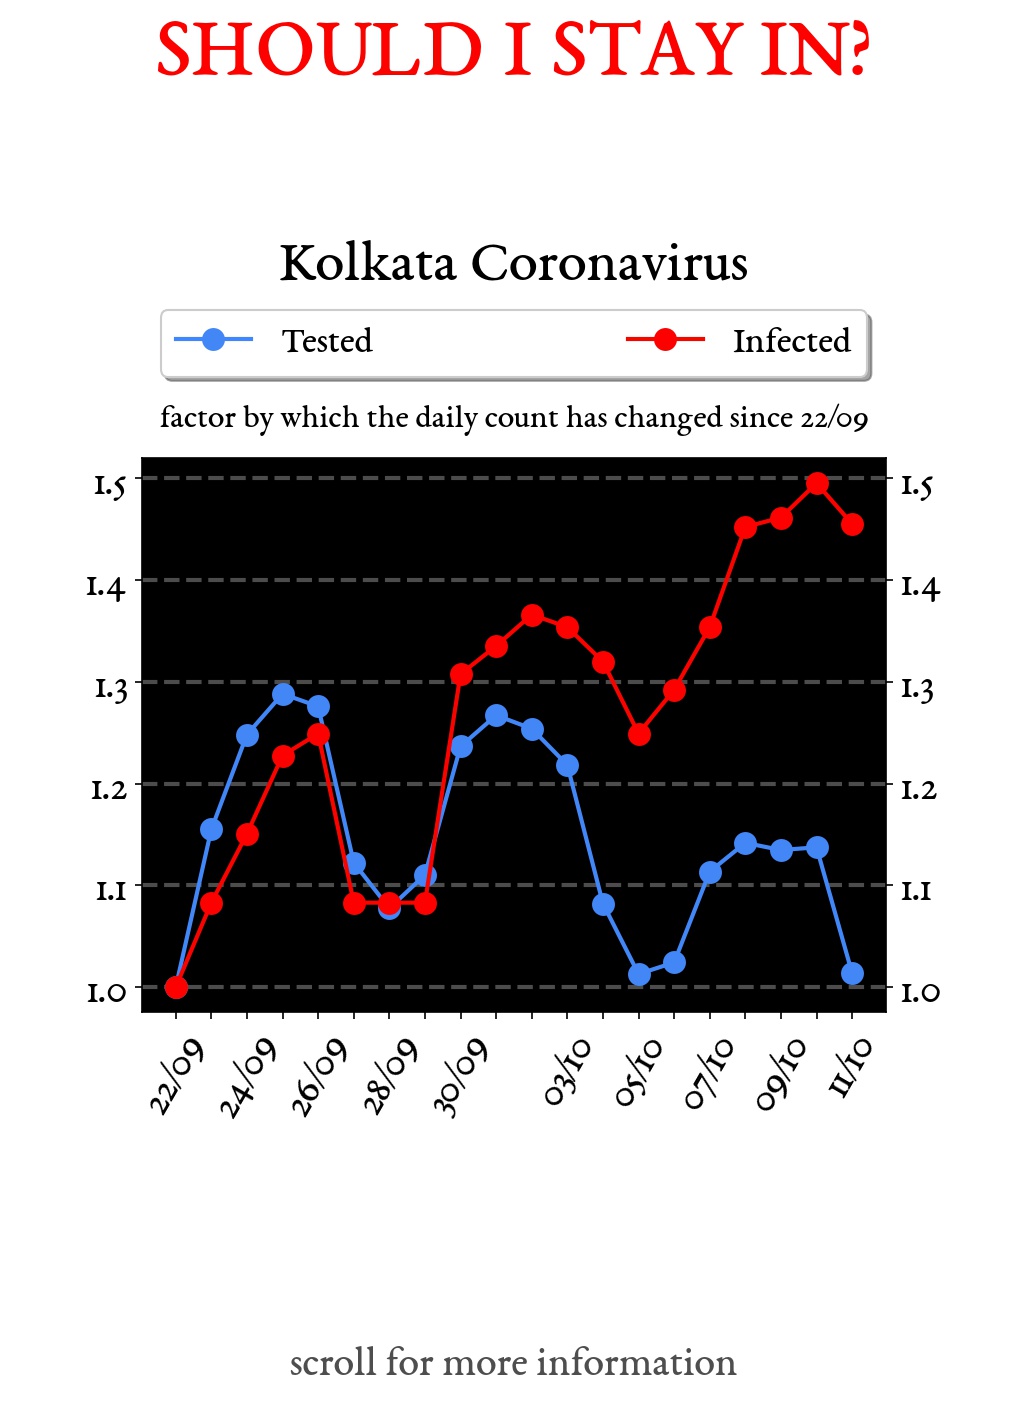 SHOULD I STAY IN?
Kolkata Coronavirus
Tested Infected
factor by which the daily count has changed since 22/09
1.5 1.5
1.4 1.4
1.3 1.3
1.2 1.2
1.1 1.1
1.0 1.0
22/09 24/09 26/09 28/09 30/09 03/10 05/10 07/10 09/10 11/10
scroll for more information